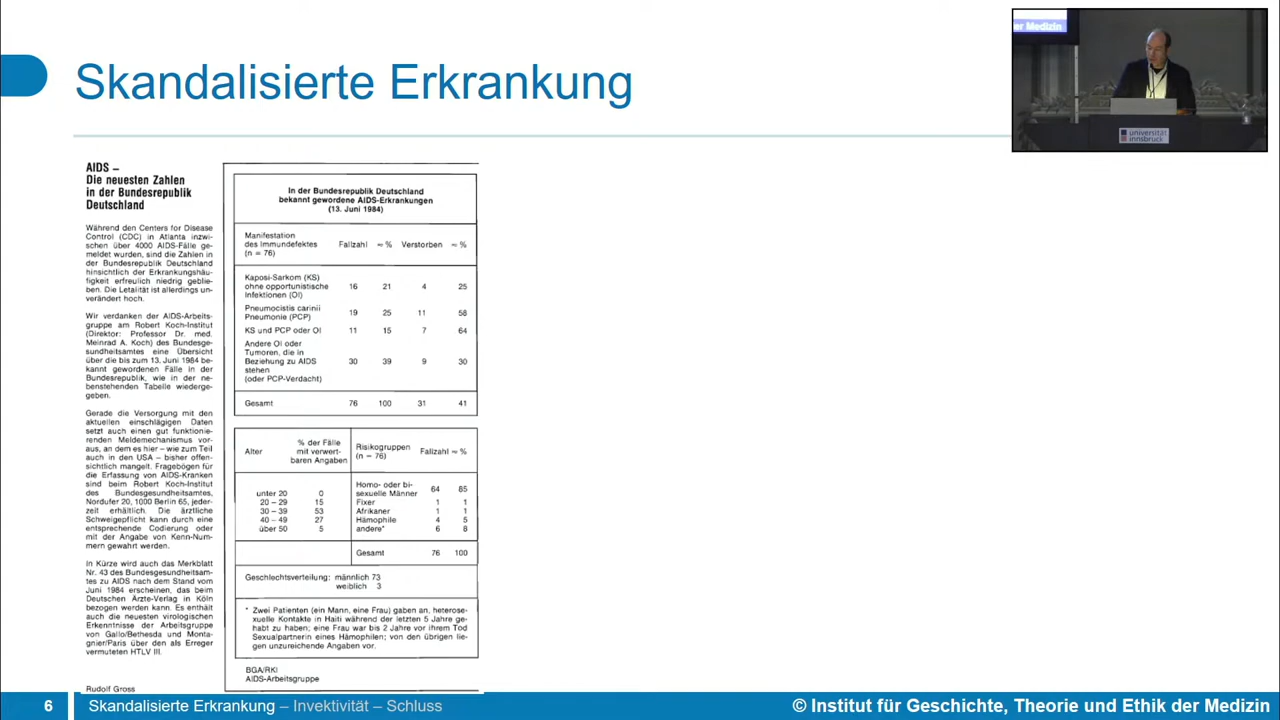 Skandalisierte Erkrankung
er Medizin
universität
innsbruck
AIDS –
Die neuesten Zahlen
in der Bundesrepublik
Deutschland
Während den Centers for Disease
Control (CDC) in Atlanta inzwi-
schen über 4000 AIDS-Fälle ge-
meldet wurden, sind die Zahlen in
der Bundesrepublik Deutschland
hinsichtlich der Erkrankungshäu-
figkeit erfreulich niedrig geblie-
ben. Die Letalität ist allerdings un-
verändert hoch.
Wir verdanken der AIDS-Arbeits-
gruppe am Robert Koch-Institut
(Direktor: Professor Dr. med.
Meinrad A. Koch) des Bundesge-
sundheitsamtes eine Übersicht
über die bis zum 13. Juni 1984 be-
kannt gewordenen Fälle in der
Bundesrepublik, wie in der ne-
benstehenden Tabelle wiederge-
geben.
Gerade die Versorgung mit den
aktuellen einschlägigen Daten
setzt auch einen gut funktionie-
renden Meldemechanismus vor-
aus, an dem es hier – wie zum Teil
auch in den USA – bisher offen-
sichtlich mangelt. Fragebögen für
die Erfassung von AIDS-Kranken
sind beim Robert Koch-Institut
des Bundesgesundheitsamtes,
Nordufer 20, 1000 Berlin 65, jeder-
zeit erhältlich. Die ärztliche
Schweigepflicht kann durch eine
entsprechende Codierung oder
mit der Angabe von Kenn-Num-
mern gewahrt werden.
In Kürze wird auch das Merkblatt
Nr. 43 des Bundesgesundheitsam-
tes zu AIDS nach dem Stand vom
Juni 1984 erscheinen, das beim
Deutschen Ärzte-Verlag in Köln
bezogen werden kann. Es enthält
auch die neuesten virologischen
Erkenntnisse der Arbeitsgruppe
von Gallo/Bethesda und Monta-
gnier/Paris über den als Erreger
vermuteten HTLV III.
Rudolf Gross
In der Bundesrepublik Deutschland
bekannt gewordene AIDS-Erkrankungen
(13. Juni 1984)
Manifestation
des Immundefektes Fallzahl ≈ % Verstorben ≈ %
(n = 76)
Kaposi-Sarkom (KS)
ohne opportunistische 16 21 4 25
Infektionen (OI)
Pneumocistis carinii
Pneumonie (PCP) 19 25 11 58
KS und PCP oder OI 11 15 7 64
Andere OI oder
Tumoren, die in
Beziehung zu AIDS 30 39 9 30
stehen
(oder PCP-Verdacht)
Gesamt 76 100 31 41
Alter
% der Fälle
mit verwert-
baren Angaben
unter 20 0
20 – 29 15
30 – 39 53
40 – 49 27
über 50 5
Risikogruppen Fallzahl ≈ %
(n = 76)
Homo- oder bi-
sexuelle Männer 64 85
Fixer 1 1
Afrikaner 1 1
Hämophile 4 5
andere* 6 8
Gesamt 76 100
Geschlechtsverteilung: männlich 73
weiblich 3
* Zwei Patienten (ein Mann, eine Frau) gaben an, heterose-
xuelle Kontakte in Haiti während der letzten 5 Jahre ge-
habt zu haben; eine Frau war bis 2 Jahre vor ihrem Tod
Sexualpartnerin eines Hämophilen; von den übrigen lie-
gen unzureichende Angaben vor.
BGA/RKI
AIDS-Arbeitsgruppe
6 Skandalisierte Erkrankung – Invektivität – Schluss
© Institut für Geschichte, Theorie und Ethik der Medizin